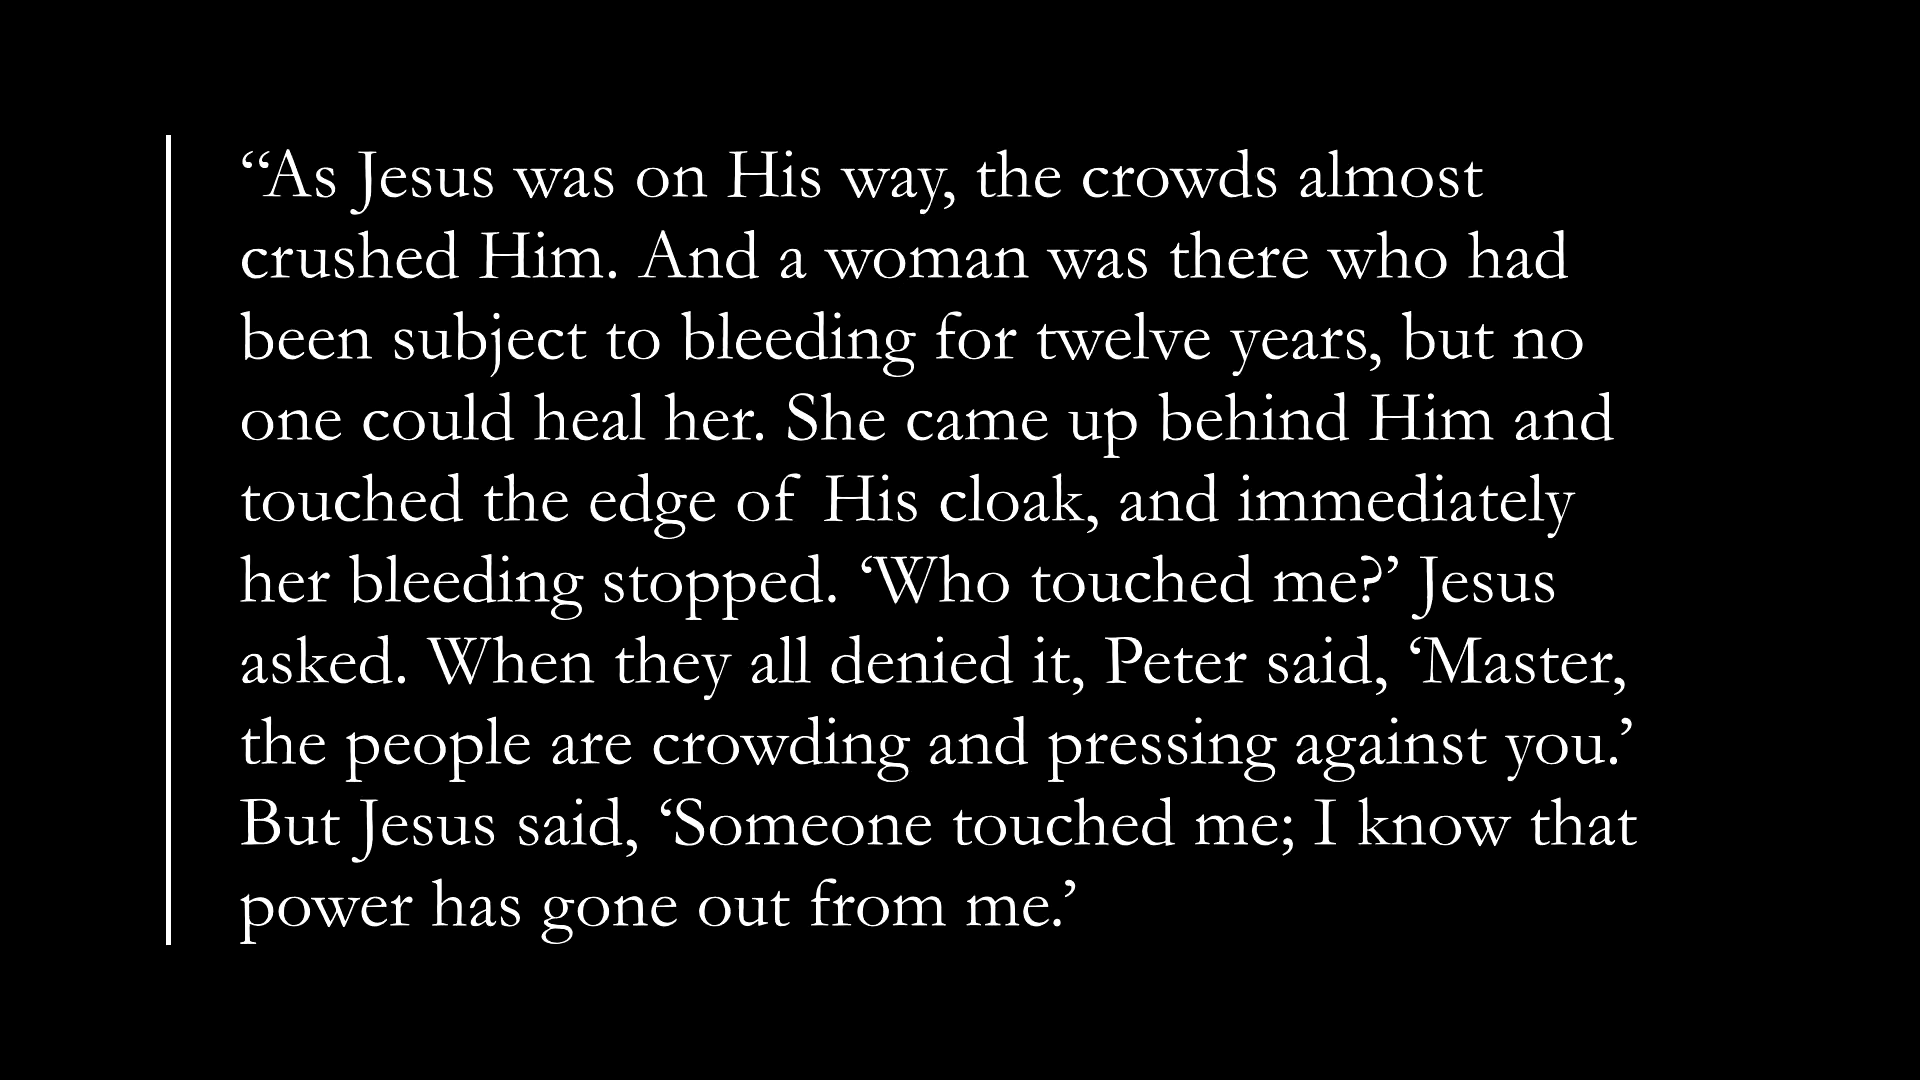 “As Jesus was on His way, the crowds almost
crushed Him. And a woman was there who had
been subject to bleeding for twelve years, but no
one could heal her. She came up behind Him and
touched the edge of His cloak, and immediately
her bleeding stopped. ‘Who touched me?’ Jesus
asked. When they all denied it, Peter said, ‘Master,
the people are crowding and pressing against you.’
But Jesus said, ‘Someone touched me; I know that
power has gone out from me.’